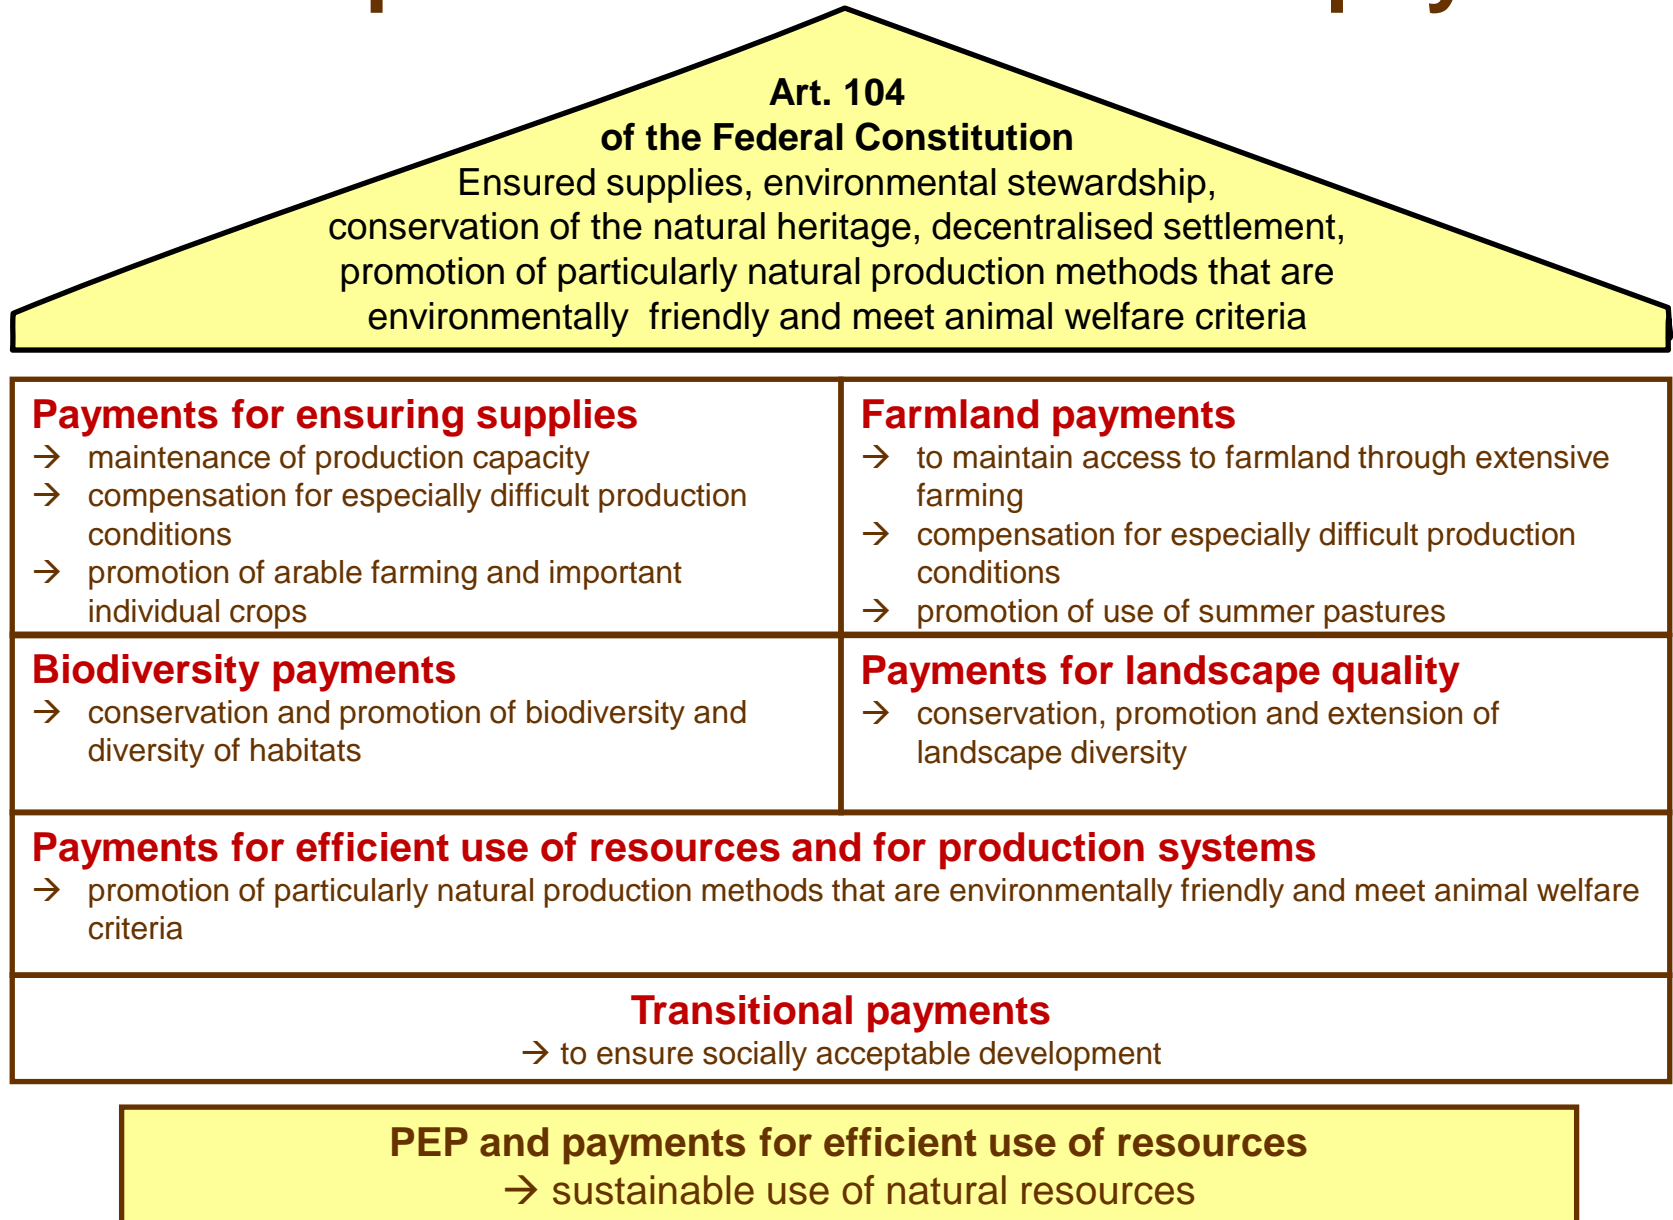 Art. 104
of the Federal Constitution
Ensured supplies, environmental stewardship,
conservation of the natural heritage, decentralised settlement,
promotion of particularly natural production methods that are
environmentally friendly and meet animal welfare criteria
Payments for ensuring supplies
→ maintenance of production capacity
→ compensation for especially difficult production
conditions
→ promotion of arable farming and important
individual crops
Farmland payments
→ to maintain access to farmland through extensive
farming
→ compensation for especially difficult production
conditions
→ promotion of use of summer pastures
Biodiversity payments
→ conservation and promotion of biodiversity and
diversity of habitats
Payments for landscape quality
→ conservation, promotion and extension of
landscape diversity
Payments for efficient use of resources and for production systems
→ promotion of particularly natural production methods that are environmentally friendly and meet animal welfare
criteria
Transitional payments
→ to ensure socially acceptable development
PEP and payments for efficient use of resources
→ sustainable use of natural resources